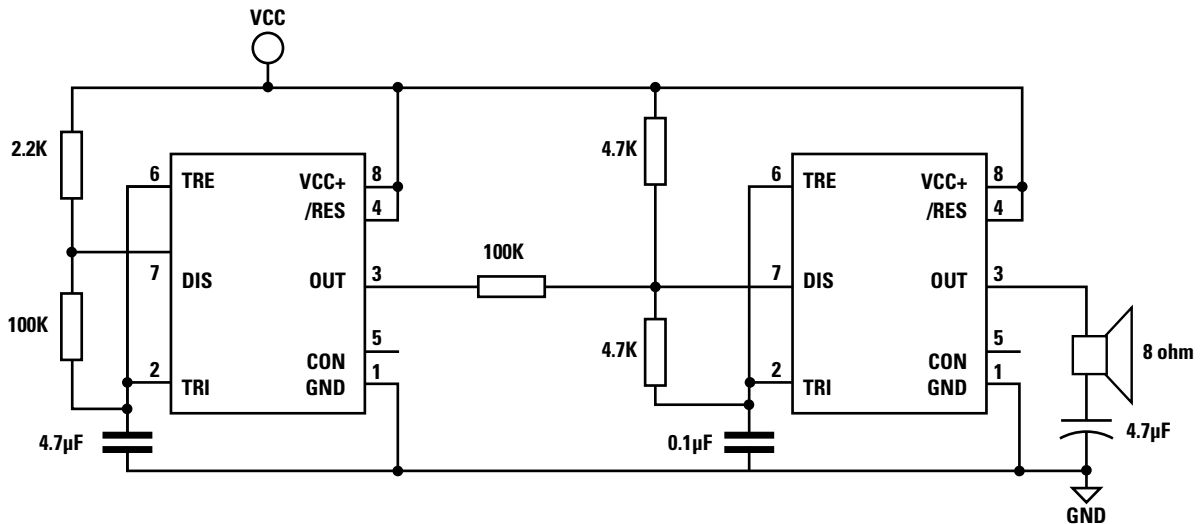 VCC
2.2K
100K
4.7µF
6
TRE
VCC+
8
/RES
4
7
DIS
OUT
3
5
CON
2
TRI
GND
1
100K
4.7K
4.7K
0.1µF
6
TRE
VCC+
8
/RES
4
7
DIS
OUT
3
5
CON
2
TRI
GND
1
8 ohm
4.7µF
GND